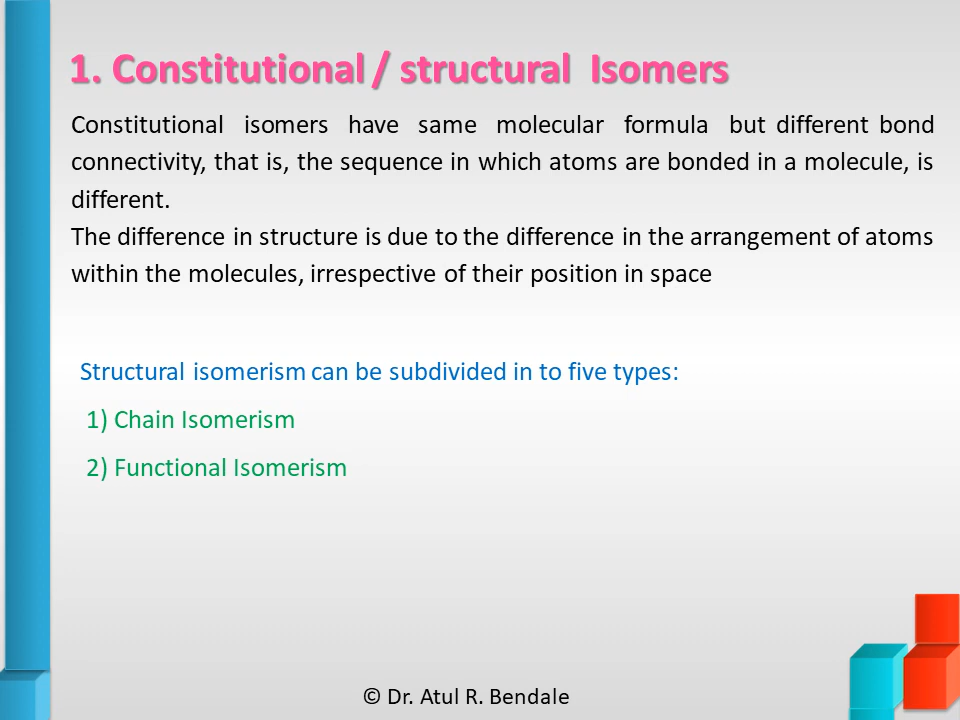 1. Constitutional / structural Isomers
Constitutional isomers have same molecular formula but different bond
connectivity, that is, the sequence in which atoms are bonded in a molecule, is
different.
The difference in structure is due to the difference in the arrangement of atoms
within the molecules, irrespective of their position in space
Structural isomerism can be subdivided in to five types:
1) Chain Isomerism
2) Functional Isomerism
© Dr. Atul R. Bendale